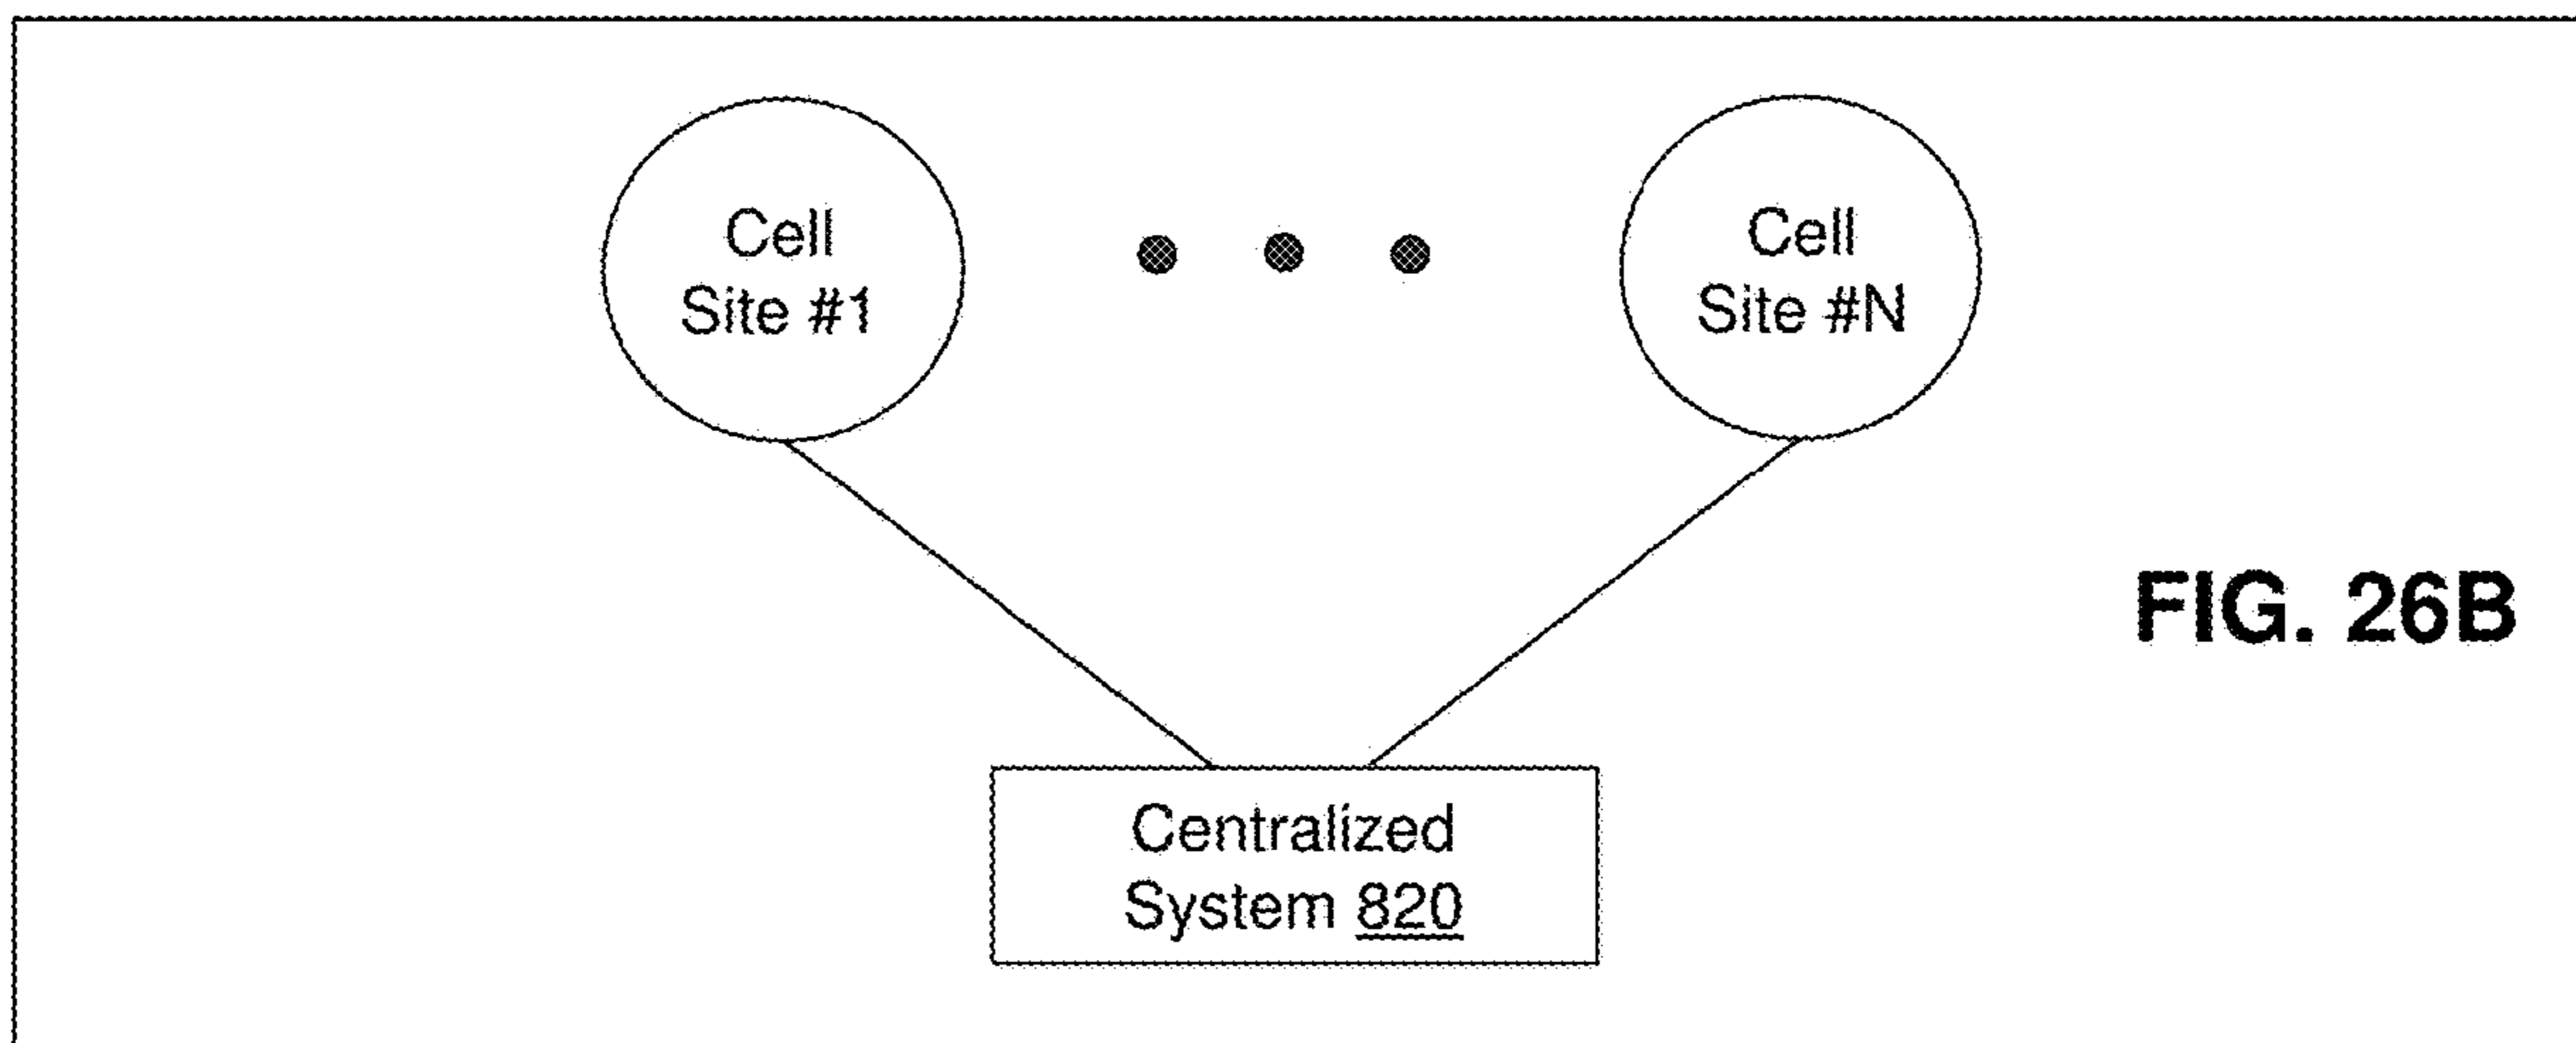 Cell
Site #1
Cell
Site #N
FIG. 26B
Centralized
System 820